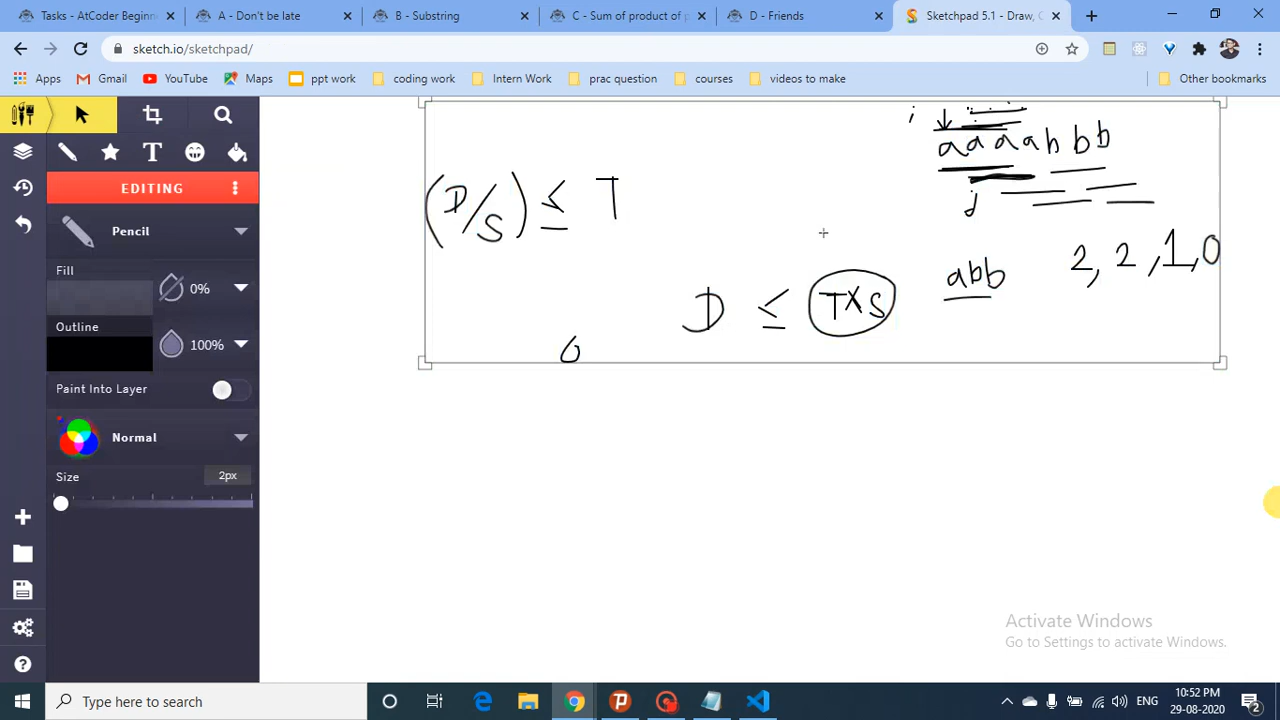 Tasks - AtCoder Beginn
A - Don't be late
B - Substring
C - Sum of product of p
D - Friends
Sketchpad 5.1 - Draw, C
sketch.io/sketchpad/
Apps
Gmail
YouTube
Maps
ppt work
coding work
Intern Work
prac question
courses
videos to make
Other bookmarks
EDITING
Pencil
Fill
0%
Outline
100%
Paint Into Layer
Normal
Size
2px
i
aaaabbb
j
(D/S) ≤ T
abb
2, 2, 1, 0
D ≤ T×S
0
Activate Windows
Go to Settings to activate Windows.
Type here to search
ENG
10:52 PM
29-08-2020
2